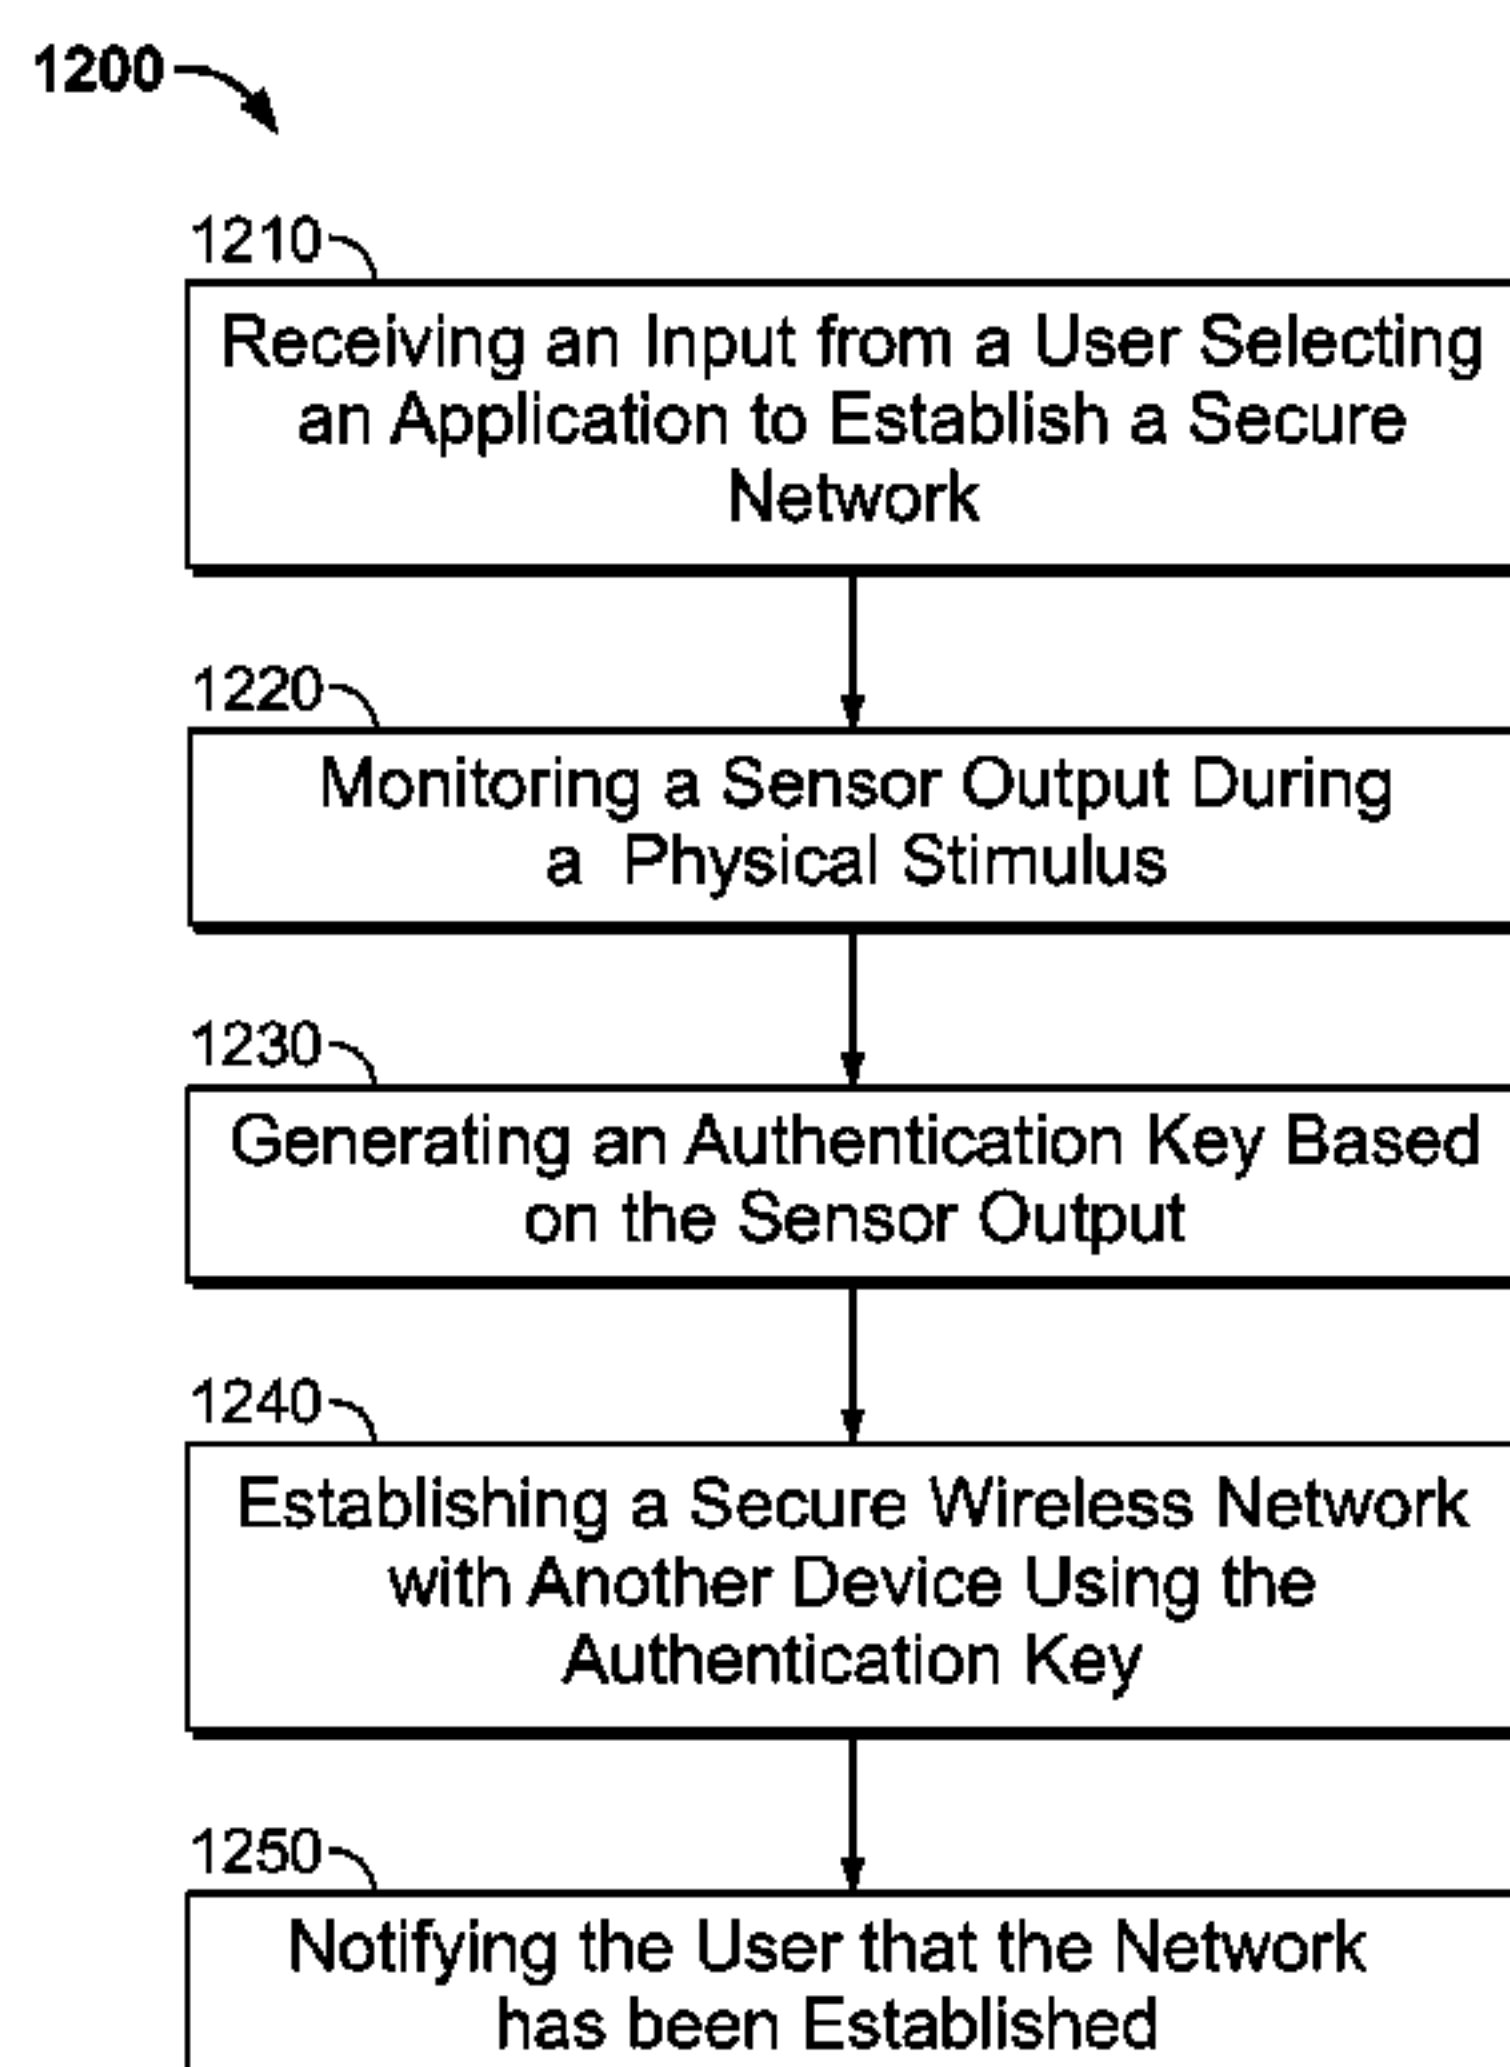 1200
1210
Receiving an Input from a User Selecting
an Application to Establish a Secure
Network
1220
Monitoring a Sensor Output During
a Physical Stimulus
1230
Generating an Authentication Key Based
on the Sensor Output
1240
Establishing a Secure Wireless Network
with Another Device Using the
Authentication Key
1250
Notifying the User that the Network
has been Established